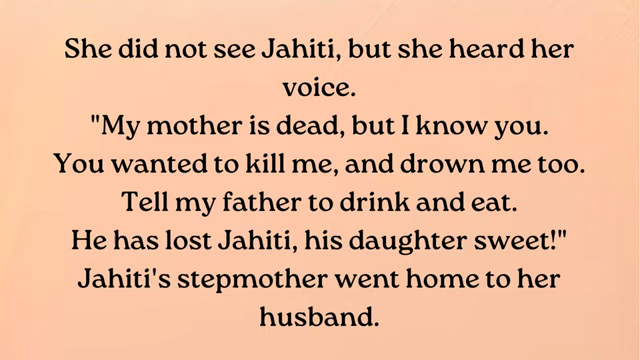 She did not see Jahiti, but she heard her
voice.
"My mother is dead, but I know you.
You wanted to kill me, and drown me too.
Tell my father to drink and eat.
He has lost Jahiti, his daughter sweet!"
Jahiti's stepmother went home to her
husband.